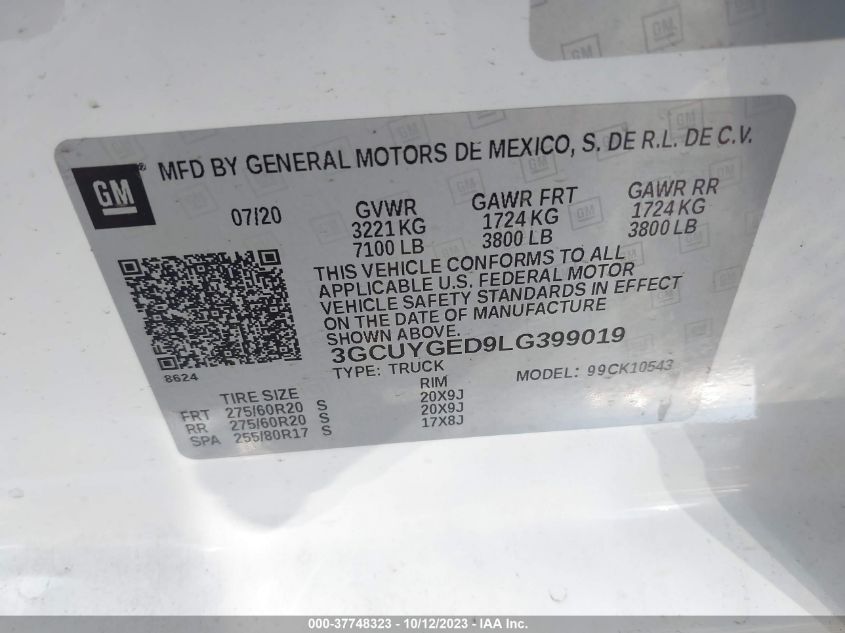 GM
MFD BY GENERAL MOTORS DE MEXICO, S. DE R.L. DE C.V.
07/20
GVWR
3221 KG
7100 LB
GAWR FRT
1724 KG
3800 LB
GAWR RR
1724 KG
3800 LB
THIS VEHICLE CONFORMS TO ALL
APPLICABLE U.S. FEDERAL MOTOR
VEHICLE SAFETY STANDARDS IN EFFECT
ON THE DATE OF MANUFACTURE
SHOWN ABOVE.
3GCUYGED9LG399019
TYPE: TRUCK
MODEL: 99CK10543
8624
TIRE SIZE
RIM
FRT 275/60R20 S 20X9J
RR 275/60R20 S 20X9J
SPA 255/80R17 S 17X8J
000-37748323 - 10/12/2023 - IAA Inc.